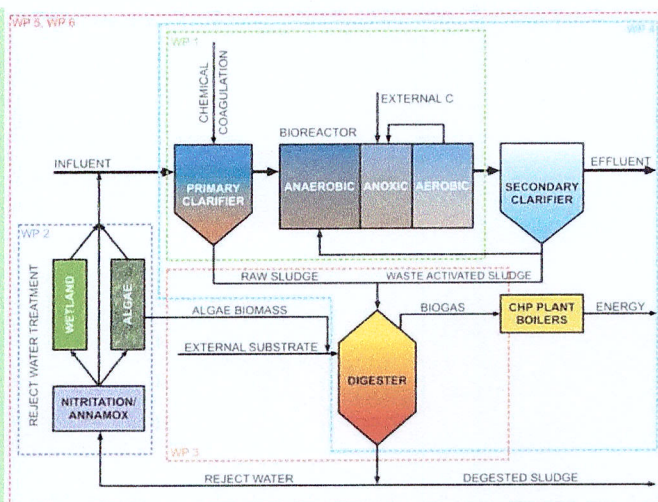 WP 5, WP 6
WP 4
WP 1
CHEMICAL
COAGULATION
EXTERNAL C
BIOREACTOR
INFLUENT
EFFLUENT
PRIMARY
CLARIFIER
ANAEROBIC
ANOXIC
AEROBIC
SECONDARY
CLARIFIER
WP 2
RAW SLUDGE
WASTE ACTIVATED SLUDGE
REJECT WATER TREATMENT
WETLAND
ALGAE
ALGAE BIOMASS
BIOGAS
CHP PLANT
BOILERS
ENERGY
EXTERNAL SUBSTRATE
DIGESTER
NITRITATION/
ANNAMOX
WP 3
REJECT WATER
DEGESTED SLUDGE